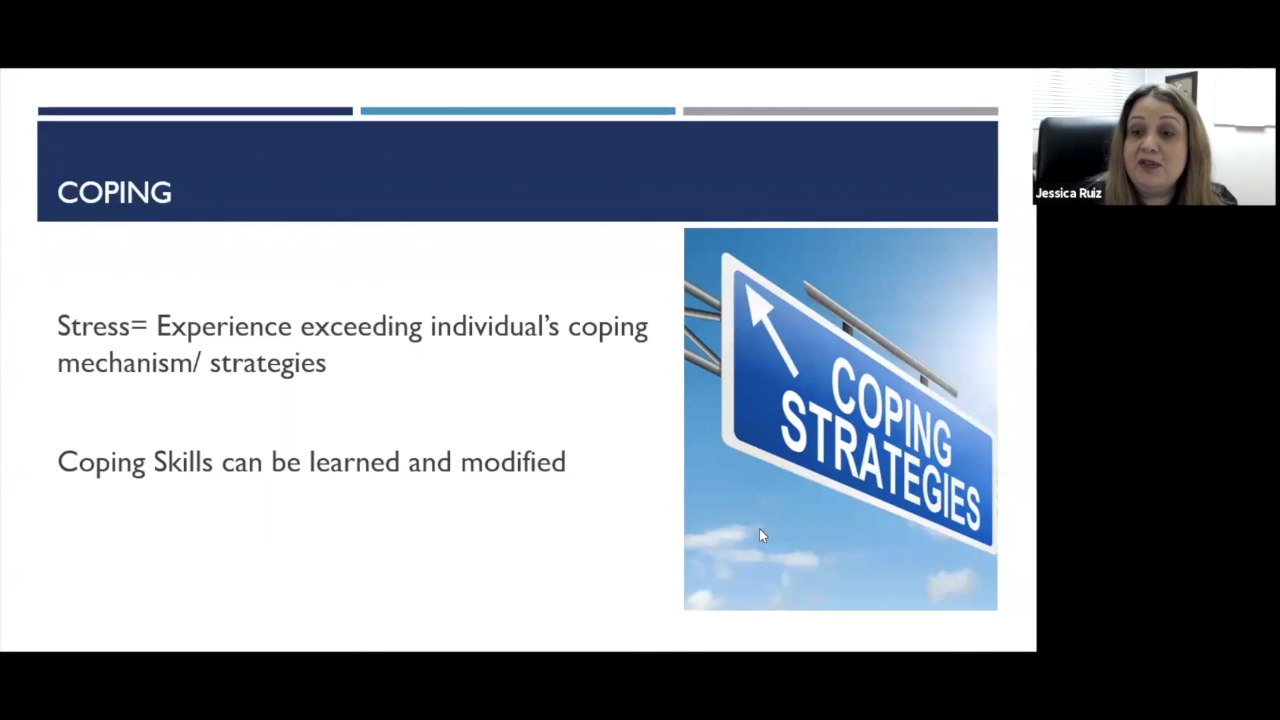 COPING
Stress= Experience exceeding individual’s coping
mechanism/ strategies
Coping Skills can be learned and modified
COPING
STRATEGIES
Jessica Ruiz